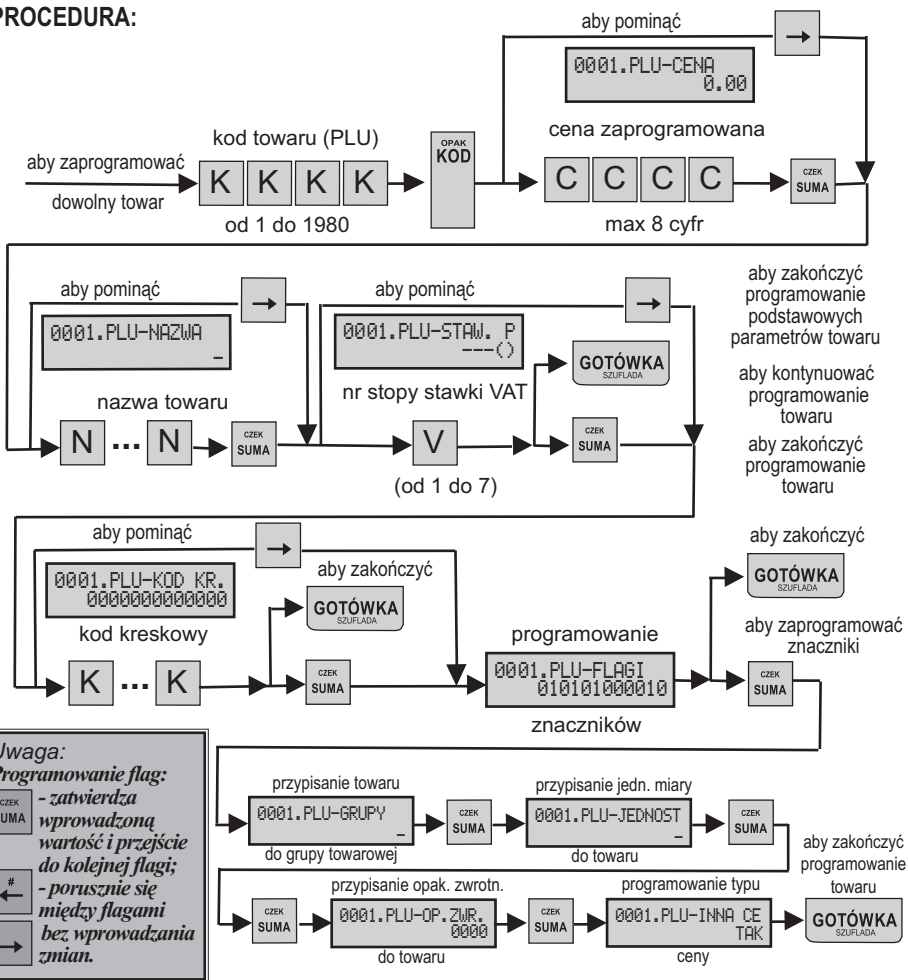 PROCEDURA:
aby pominąć
→
0001.PLU-CENA
0.00
kod towaru (PLU)
cena zaprogramowana
aby zaprogramować
dowolny towar
K K K K
OPAK
KOD
C C C C
CZEK
SUMA
od 1 do 1980
max 8 cyfr
aby pominąć
→
0001.PLU-NAZWA
_
nazwa towaru
N ... N
CZEK
SUMA
aby pominąć
→
0001.PLU-STAW. P
---()
nr stopy stawki VAT
V
(od 1 do 7)
GOTÓWKA
SZUFLADA
CZEK
SUMA
aby zakończyć
programowanie
podstawowych
parametrów towaru
aby kontynuować
programowanie
towaru
aby zakończyć
programowanie
towaru
aby pominąć
→
0001.PLU-KOD KR.
0000000000000
kod kreskowy
K ... K
aby zakończyć
GOTÓWKA
SZUFLADA
CZEK
SUMA
programowanie
0001.PLU-FLAGI
010101000010
znaczników
aby zakończyć
GOTÓWKA
SZUFLADA
aby zaprogramować
znaczniki
CZEK
SUMA
Uwaga:
Programowanie flag:
CZEK
SUMA
- zatwierdza
wprowadzoną
wartość i przejście
do kolejnej flagi;
#
←
→
- porusznie się
między flagami
bez wprowadzania
zmian.
przypisanie towaru
0001.PLU-GRUPY
_
do grupy towarowej
CZEK
SUMA
przypisanie jedn. miary
0001.PLU-JEDNOST
_
do towaru
CZEK
SUMA
CZEK
SUMA
przypisanie opak. zwrotn.
0001.PLU-OP.ZWR.
0000
do towaru
CZEK
SUMA
programowanie typu
0001.PLU-INNA CE
TAK
ceny
aby zakończyć
programowanie
towaru
GOTÓWKA
SZUFLADA